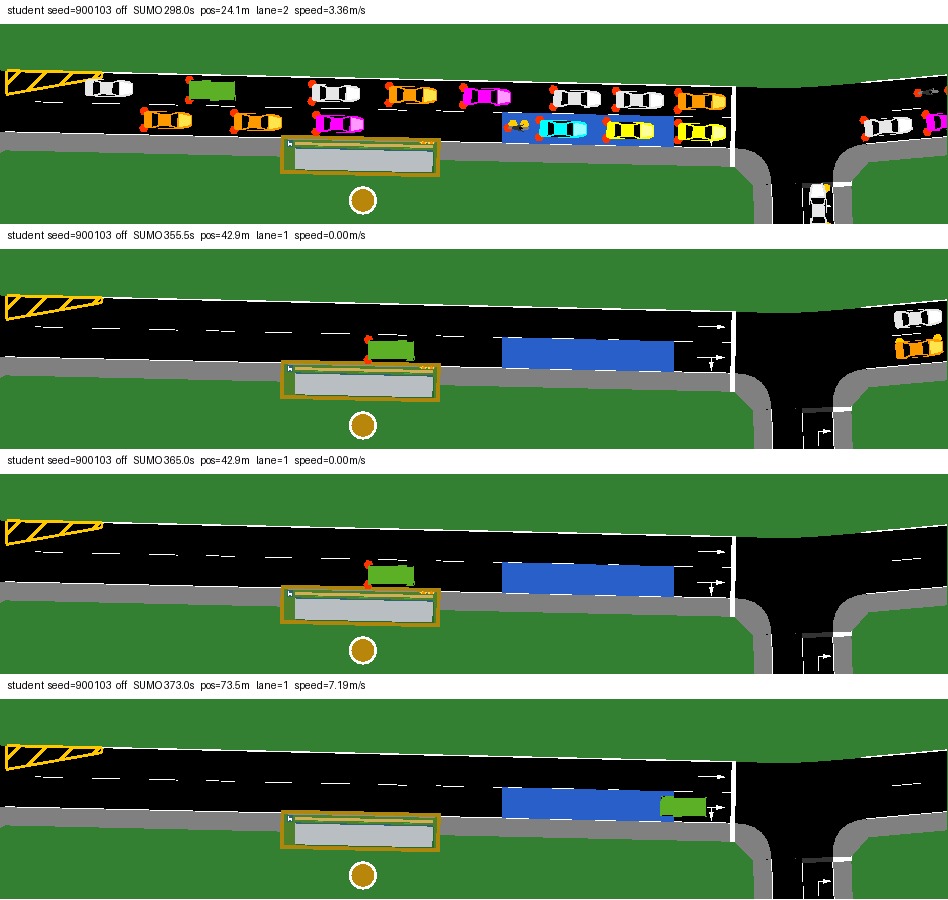 student seed=900103 off SUMO 298.0s pos=24.1m lane=2 speed=3.36m/s
student seed=900103 off SUMO 355.5s pos=42.9m lane=1 speed=0.00m/s
student seed=900103 off SUMO 365.0s pos=42.9m lane=1 speed=0.00m/s
student seed=900103 off SUMO 373.0s pos=73.5m lane=1 speed=7.19m/s